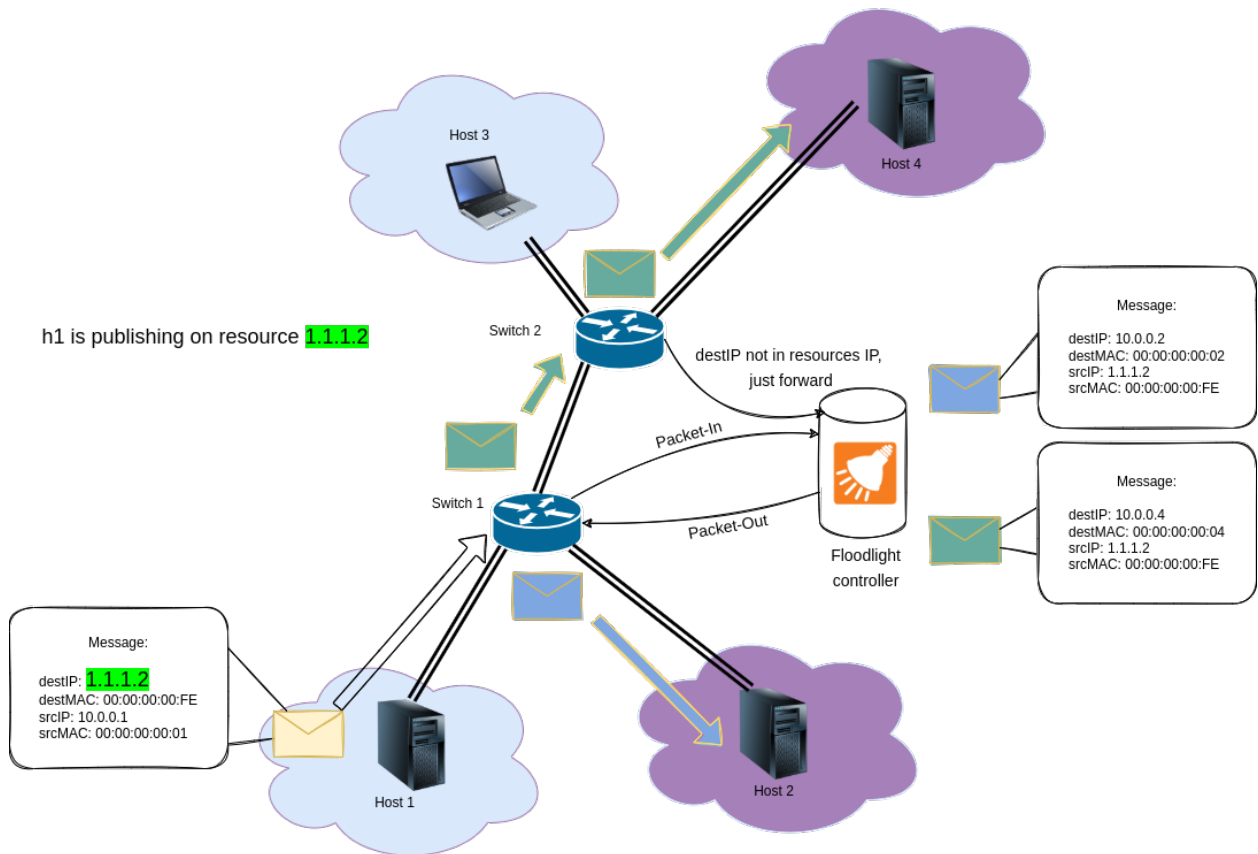 Host 3
Host 4
h1 is publishing on resource 1.1.1.2
Switch 2
destIP not in resources IP,
just forward
Message:
destIP: 10.0.0.2
destMAC: 00:00:00:00:02
srcIP: 1.1.1.2
srcMAC: 00:00:00:00:FE
Packet-In
Switch 1
Packet-Out
Floodlight
controller
Message:
destIP: 10.0.0.4
destMAC: 00:00:00:00:04
srcIP: 1.1.1.2
srcMAC: 00:00:00:00:FE
Message:
destIP: 1.1.1.2
destMAC: 00:00:00:00:FE
srcIP: 10.0.0.1
srcMAC: 00:00:00:00:01
Host 1
Host 2